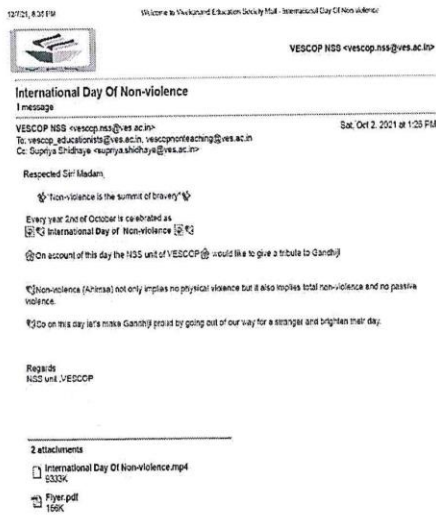 12/7/21, 6:35 PM
Welcome to Vivekanand Education Society Mail - International Day Of Non-violence
VESCOP NSS <vescop.nss@ves.ac.in>
International Day Of Non-violence
1 message
VESCOP NSS <vescop.nss@ves.ac.in>
Sat, Oct 2, 2021 at 1:26 PM
To: vescop_educationists@ves.ac.in, vescopnonteaching@ves.ac.in
Cc: Supriya Shidhaye <supriya.shidhaye@ves.ac.in>
Respected Sir/ Madam,
"Non-violence is the summit of bravery"
Every year 2nd of October is celebrated as
International Day of Non-violence
On account of this day the NSS unit of VESCOP would like to give a tribute to Gandhiji
Non-violence (Ahimsa) not only implies no physical violence but it also implies total non-violence and no passive
violence.
So on this day let's make Gandhiji proud by going out of our way for a stranger and brighten their day.
Regards
NSS unit ,VESCOP
2 attachments
International Day Of Non-violence.mp4
9333K
Flyer.pdf
156K